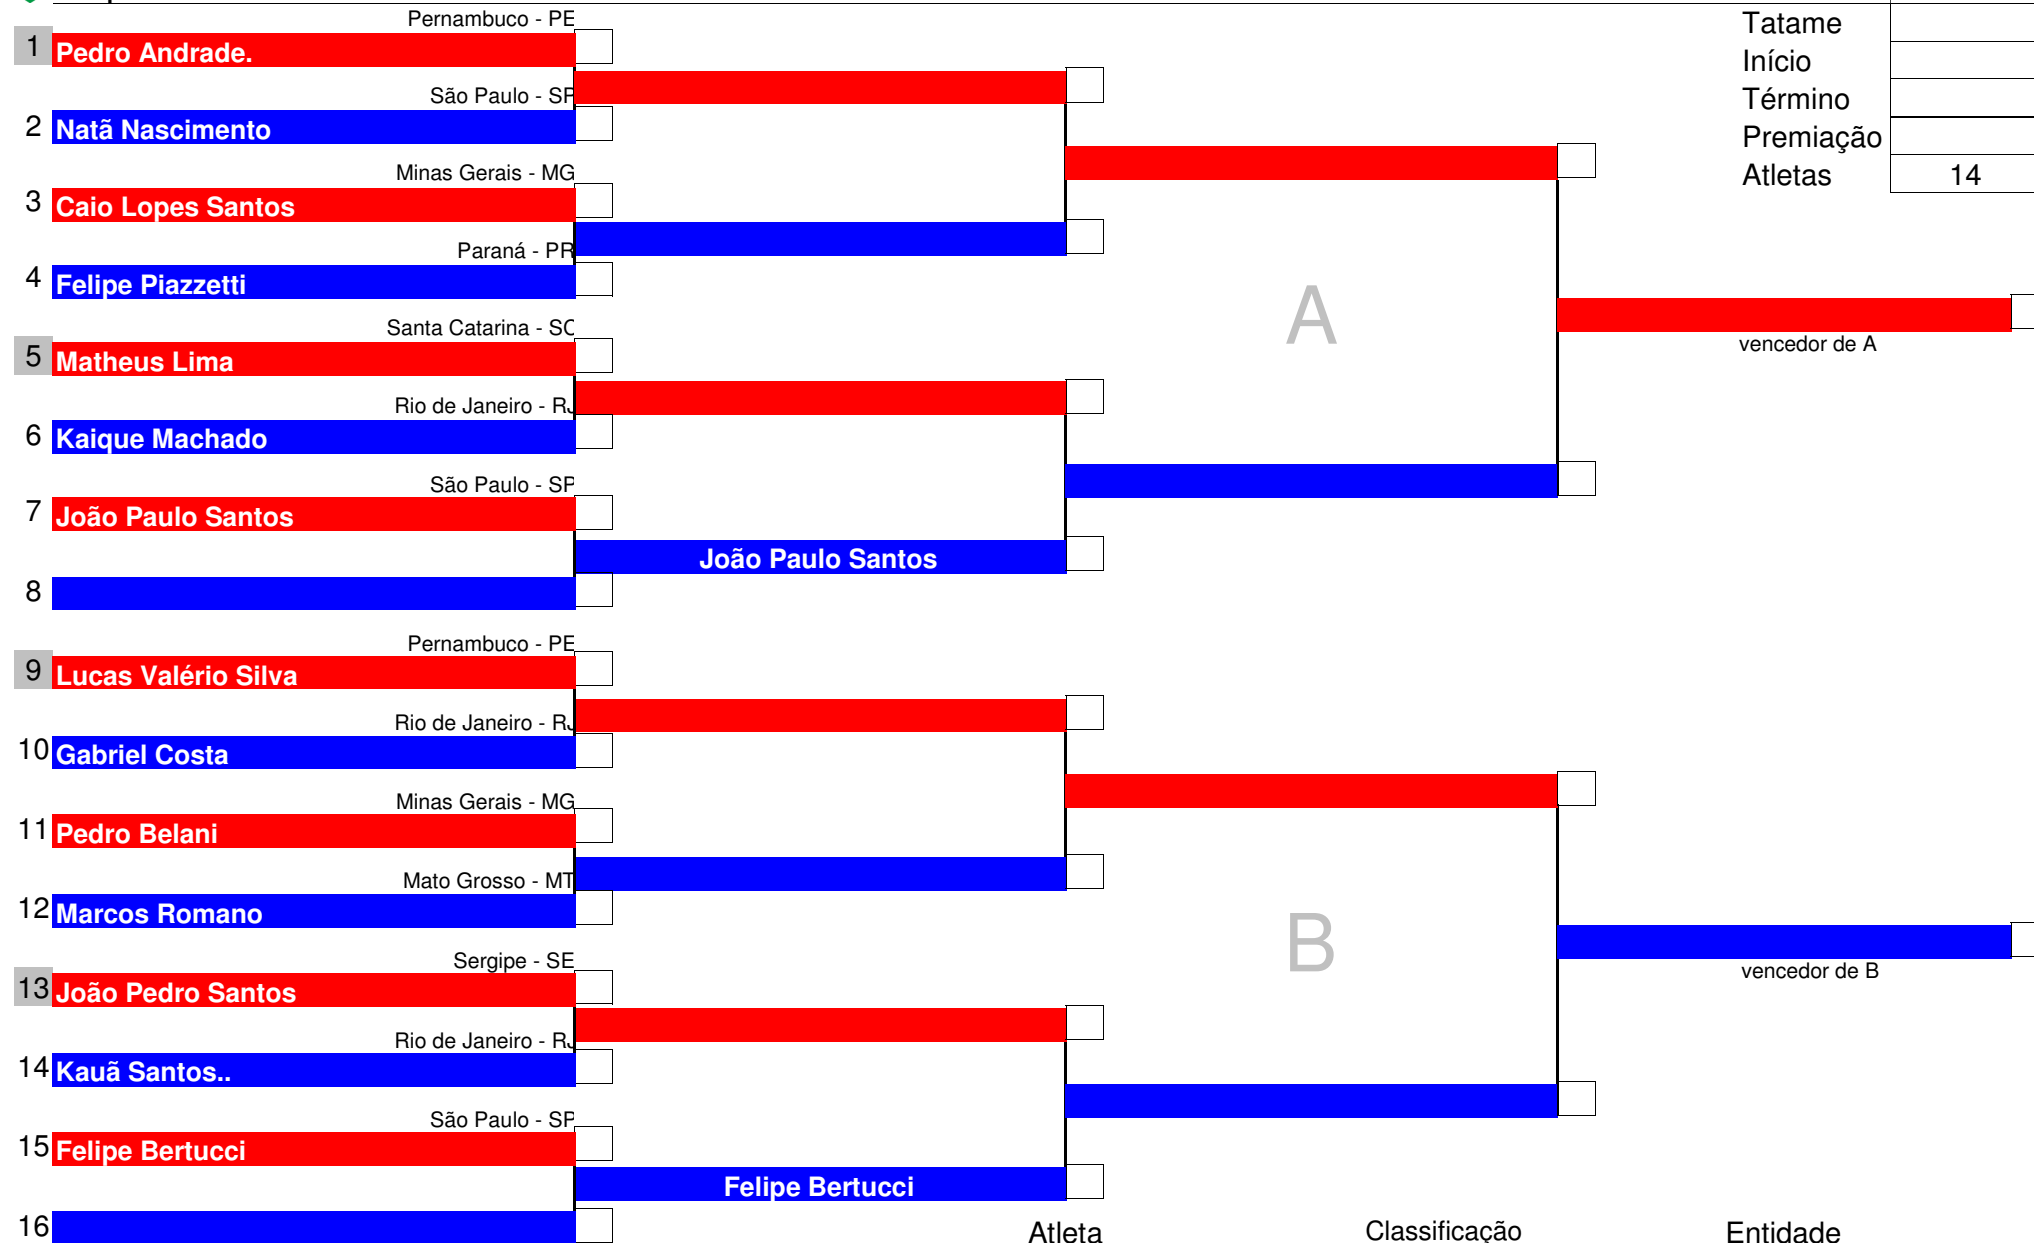 Pernambuco - PE
1 Pedro Andrade.
São Paulo - SP
2 Natã Nascimento
Minas Gerais - MG
3 Caio Lopes Santos
Paraná - PR
4 Felipe Piazzetti
Santa Catarina - SC
5 Matheus Lima
Rio de Janeiro - RJ
6 Kaique Machado
São Paulo - SP
7 João Paulo Santos
João Paulo Santos
8
Pernambuco - PE
9 Lucas Valério Silva
Rio de Janeiro - RJ
10 Gabriel Costa
Minas Gerais - MG
11 Pedro Belani
Mato Grosso - MT
12 Marcos Romano
Sergipe - SE
13 João Pedro Santos
Rio de Janeiro - RJ
14 Kauã Santos..
São Paulo - SP
15 Felipe Bertucci
Felipe Bertucci
16
A
vencedor de A
B
vencedor de B
Tatame
Início
Término
Premiação
Atletas 14
Atleta Classificação Entidade